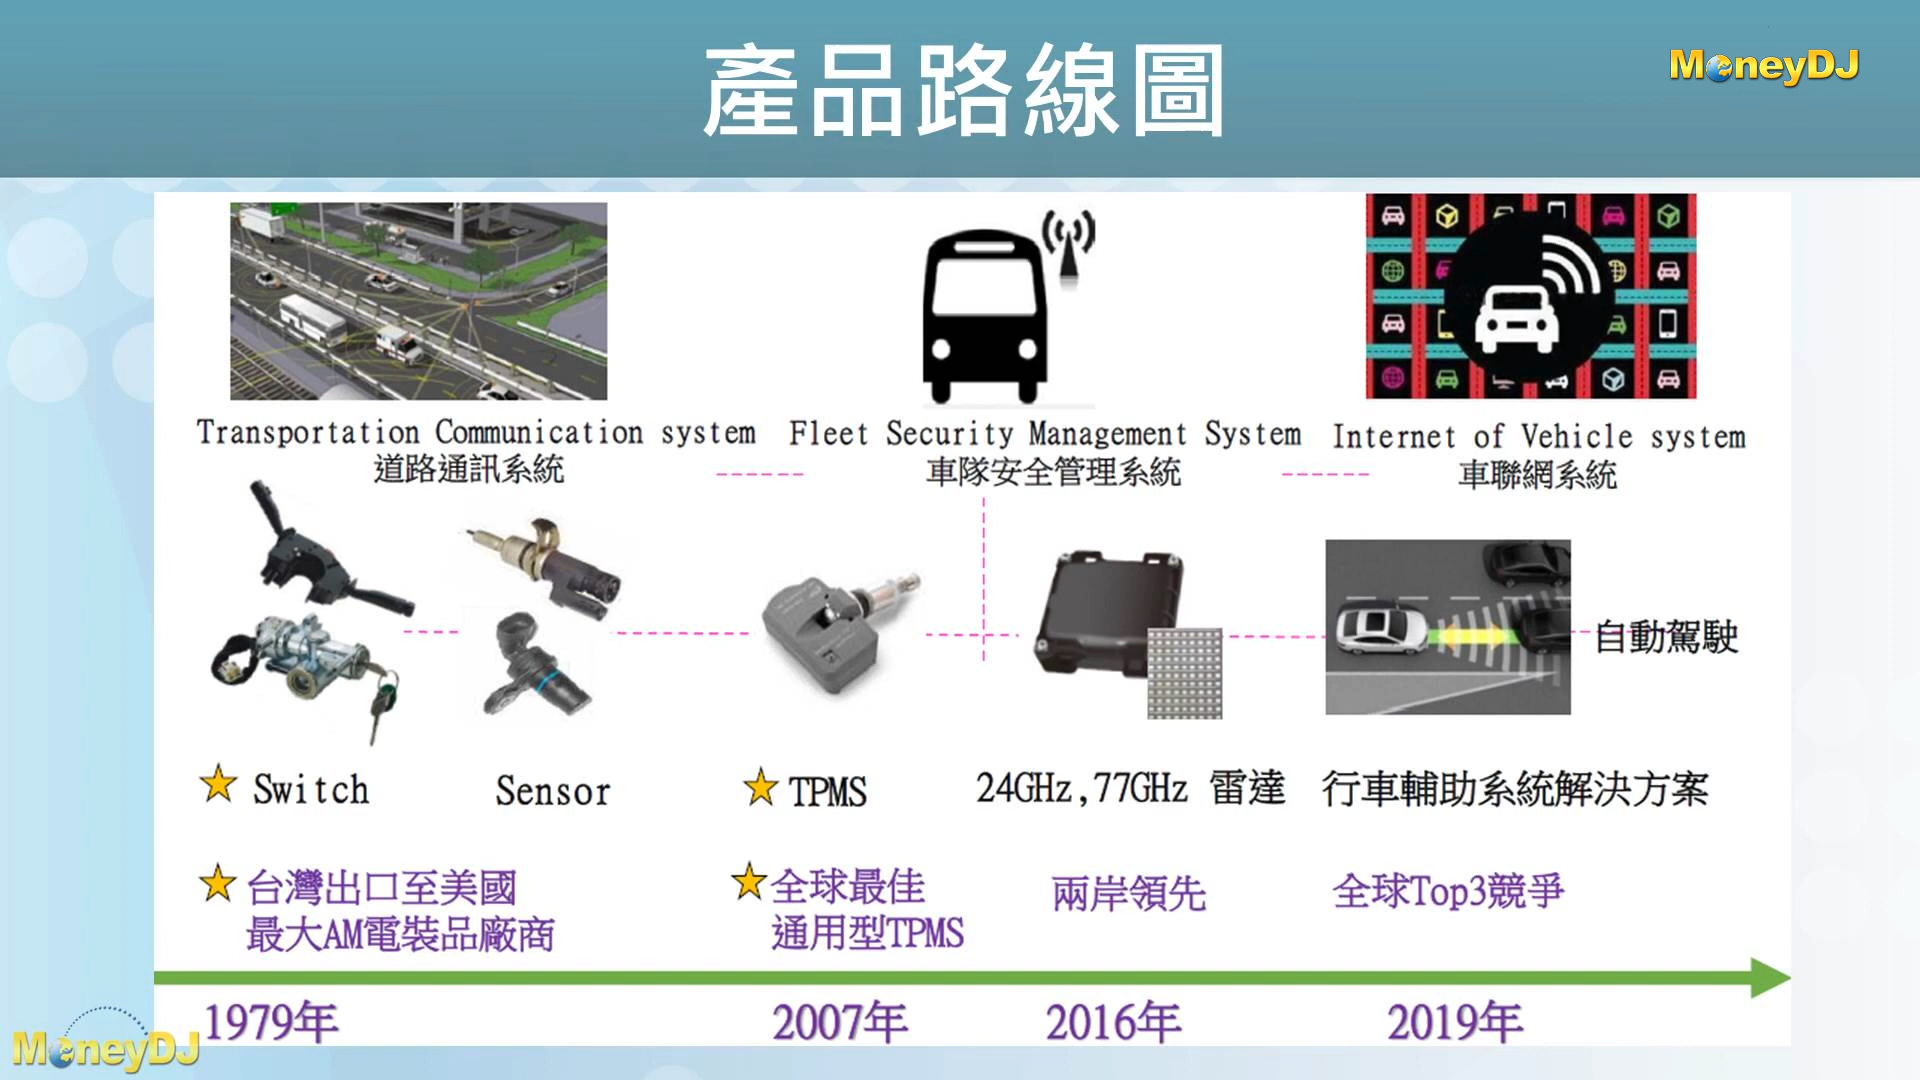 產品路線圖
MoneyDJ
Transportation Communication system
道路通訊系統
Fleet Security Management System
車隊安全管理系統
Internet of Vehicle system
車聯網系統
自動駕駛
Switch
Sensor
TPMS
24GHz,77GHz 雷達
行車輔助系統解決方案
台灣出口至美國
最大AM電裝品廠商
全球最佳
通用型TPMS
兩岸領先
全球Top3競爭
1979年
2007年
2016年
2019年
MoneyDJ